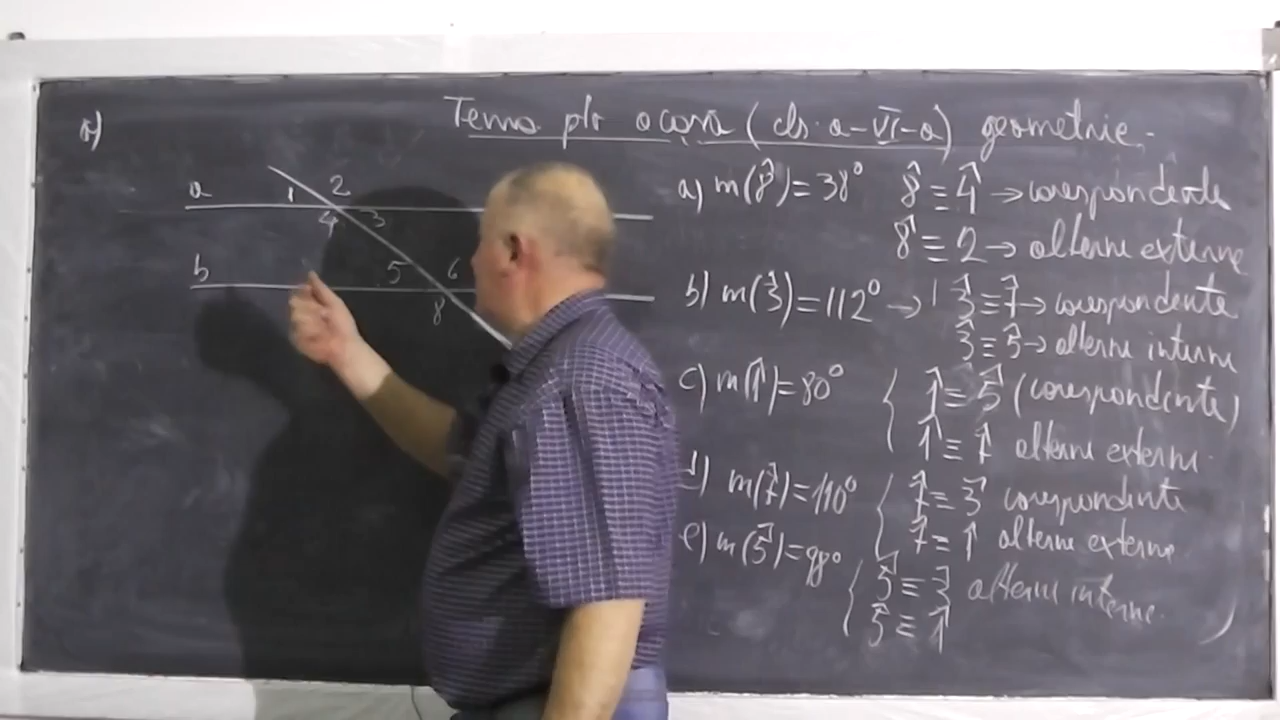 Tema ptr acasă (cls. a-VI-a) geometrie.
a 1 2
4 3
b 5 6
8
a) m(8̂)=38° 8̂ ≡ 4̂ → corespondente
8̂ ≡ 2 → alterne externe
b) m(3̂)=112° → 3̂ ≡ 7̂ → corespondente
3̂ ≡ 5̂ → alterne interne
c) m(1̂)=80° { 1̂ ≡ 5̂ (corespondente)
1̂ ≡ 7̂ alterne externe.
d) m(7̂)=110° { 7̂ = 3̂ corespondente
7̂ = 1̂ alterne externe
e) m(5̂)=98° { 5̂ ≡ 3̂ alterne interne.
5̂ ≡ 1̂